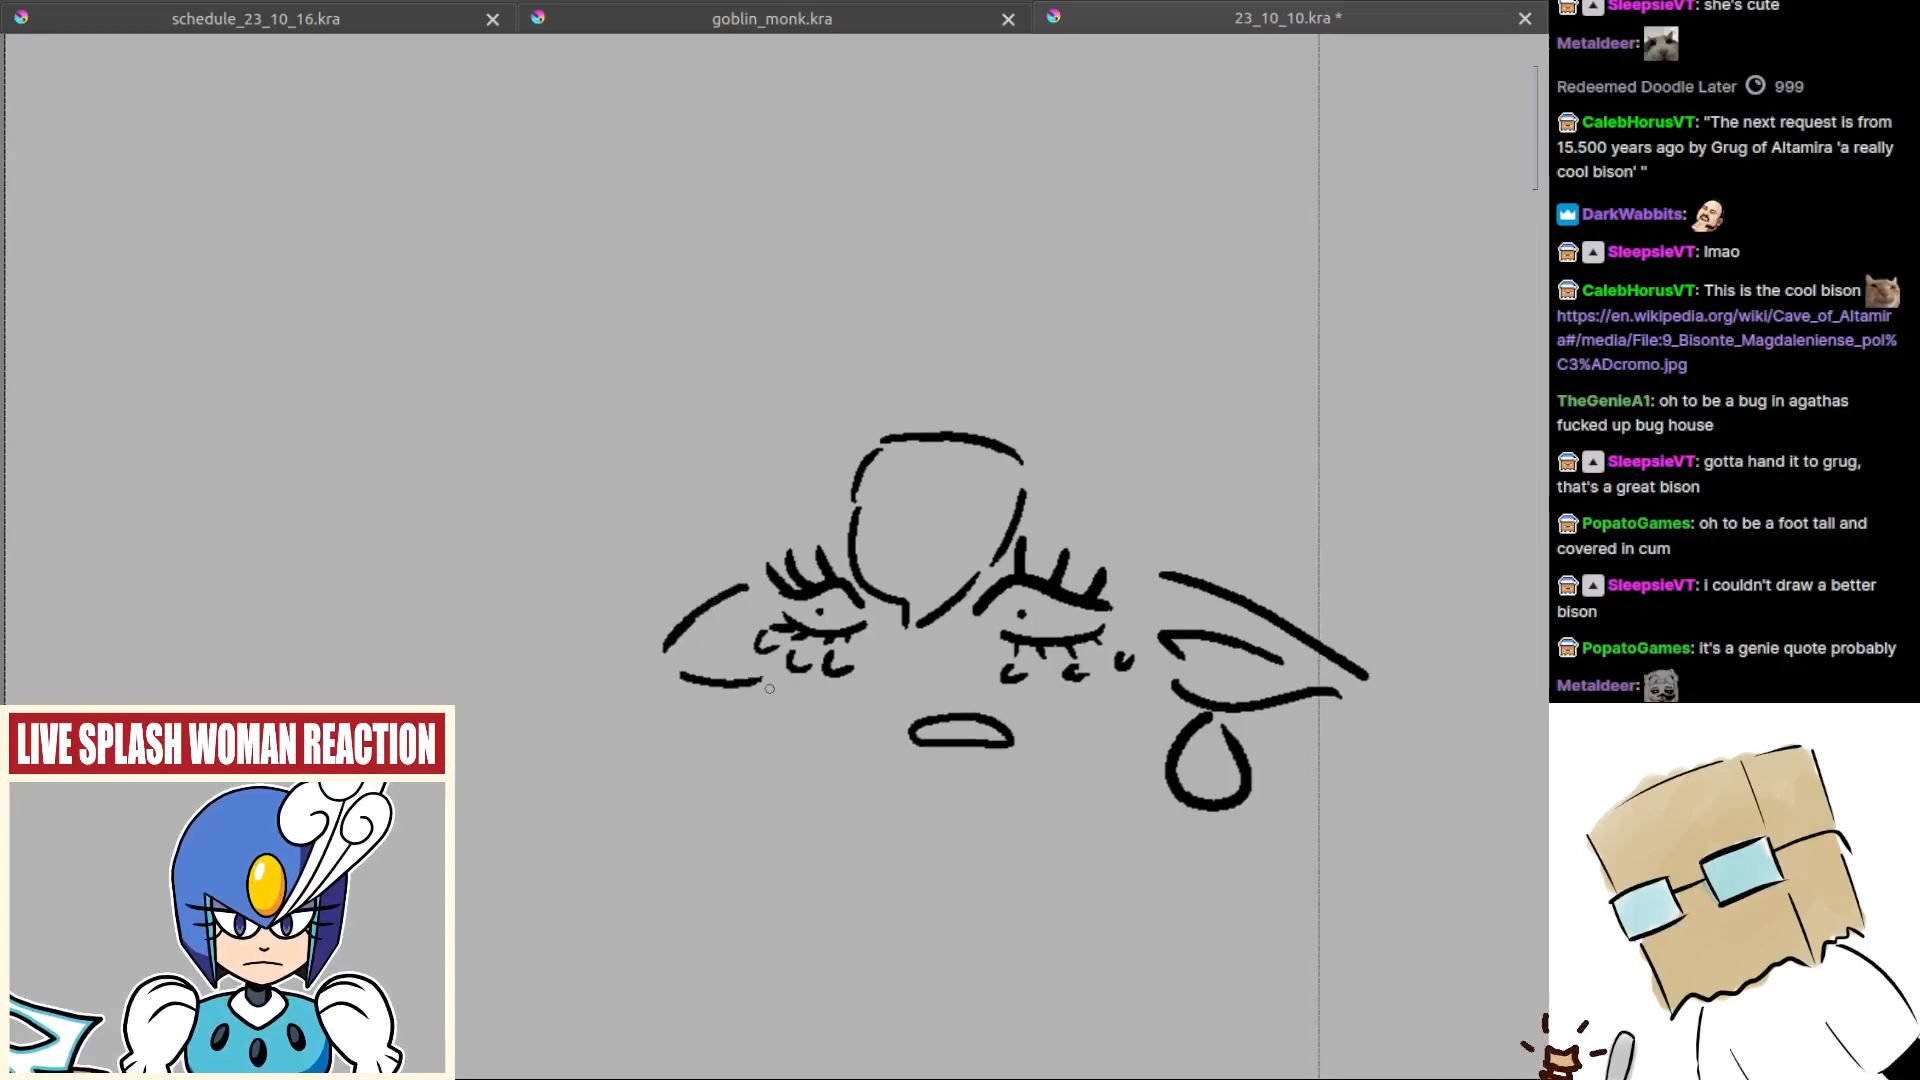 schedule_23_10_16.kra
goblin_monk.kra
23_10_10.kra *
SleepsieVT: she's cute
Metaldeer:
Redeemed Doodle Later 999
CalebHorusVT: "The next request is from
15.500 years ago by Grug of Altamira 'a really
cool bison' "
DarkWabbits:
SleepsieVT: lmao
CalebHorusVT: This is the cool bison
https://en.wikipedia.org/wiki/Cave_of_Altamir
a#/media/File:9_Bisonte_Magdaleniense_pol%
C3%ADcromo.jpg
TheGenieA1: oh to be a bug in agathas
fucked up bug house
SleepsieVT: gotta hand it to grug,
that's a great bison
PopatoGames: oh to be a foot tall and
covered in cum
SleepsieVT: i couldn't draw a better
bison
PopatoGames: it's a genie quote probably
Metaldeer:
LIVE SPLASH WOMAN REACTION